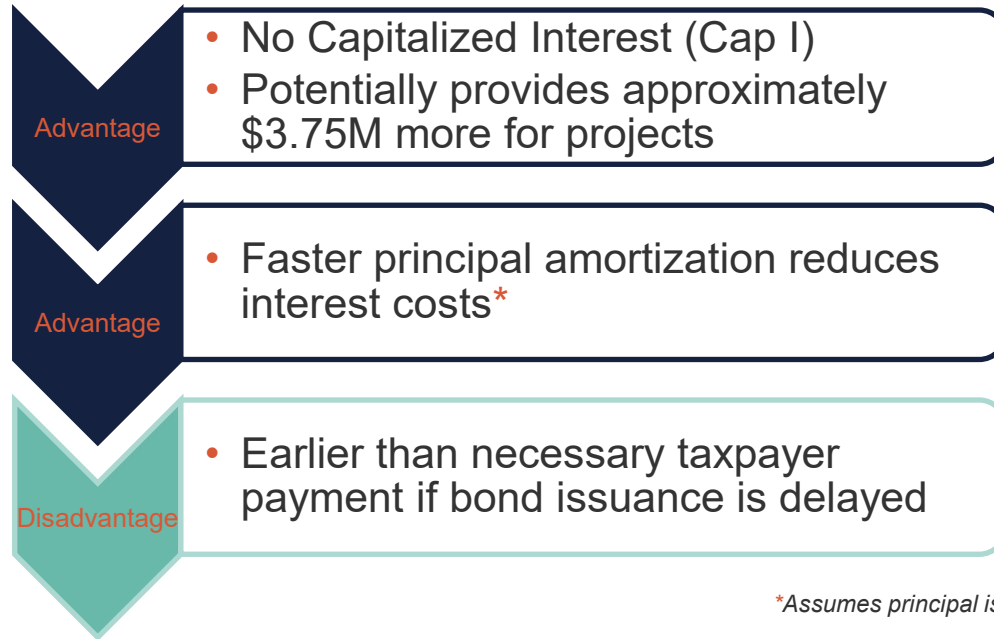 Advantage
• No Capitalized Interest (Cap I)
• Potentially provides approximately
$3.75M more for projects
Advantage
• Faster principal amortization reduces
interest costs*
Disadvantage
• Earlier than necessary taxpayer
payment if bond issuance is delayed
*Assumes principal is